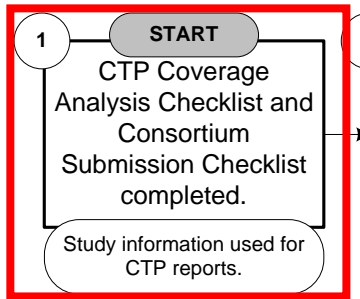 1
START
CTP Coverage
Analysis Checklist and
Consortium
Submission Checklist
completed.
Study information used for
CTP reports.